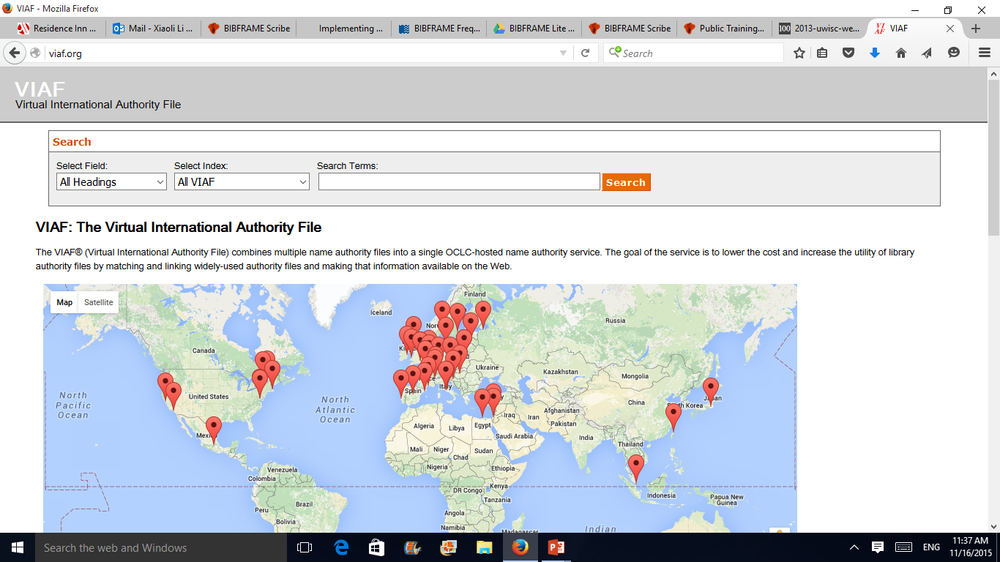 VIAF - Mozilla Firefox
Residence Inn ...
Mail - Xiaoli Li ...
BIBFRAME Scribe
Implementing ...
BIBFRAME Freq...
BIBFRAME Lite ...
BIBFRAME Scribe
Public Training...
100 2013-uwisc-we...
VIAF
viaf.org
Search
VIAF
Virtual International Authority File
Search
Select Field:
Select Index:
Search Terms:
All Headings
All VIAF
Search
VIAF: The Virtual International Authority File
The VIAF® (Virtual International Authority File) combines multiple name authority files into a single OCLC-hosted name authority service. The goal of the service is to lower the cost and increase the utility of library
authority files by matching and linking widely-used authority files and making that information available on the Web.
Map
Satellite
Finland
Iceland
Russia
Canada
Ukraine
Kazakhstan
Mongolia
North
Pacific
Ocean
United States
North
Atlantic
Ocean
Spain
Italy
China
Iraq
Iran
Afghanistan
Pakistan
Algeria
Libya
Egypt
Saudi Arabia
India
Thailand
Mali
Niger
Chad
Sudan
Nigeria
Ethiopia
Venezuela
Colombia
DR Congo
Kenya
Tanzania
Indonesia
Papua New
Guinea
Peru
Brazil
Bolivia
Angola
Namibia
Madagascar
Indian
Search the web and Windows
ENG
11:37 AM
11/16/2015